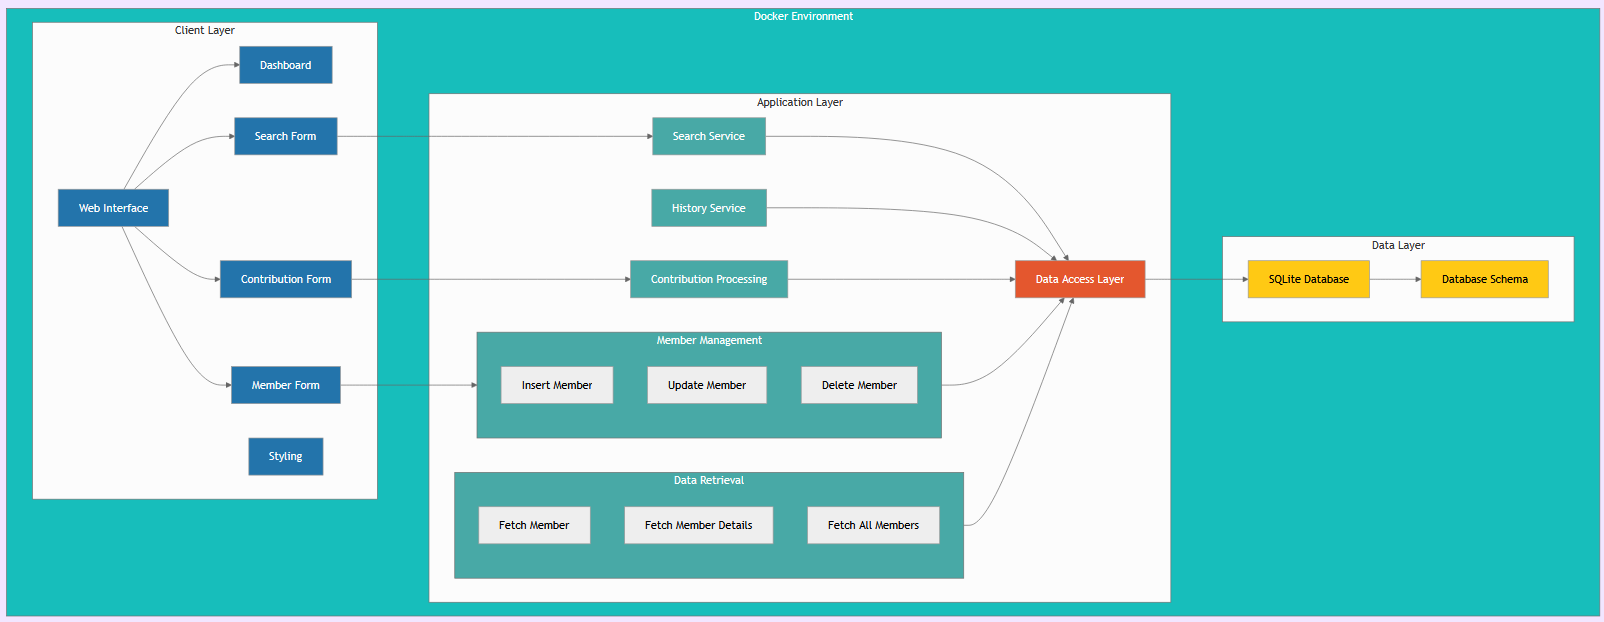 Docker Environment
Client Layer
Dashboard
Search Form
Web Interface
Contribution Form
Member Form
Styling
Application Layer
Search Service
History Service
Contribution Processing
Data Access Layer
Member Management
Insert Member
Update Member
Delete Member
Data Retrieval
Fetch Member
Fetch Member Details
Fetch All Members
Data Layer
SQLite Database
Database Schema